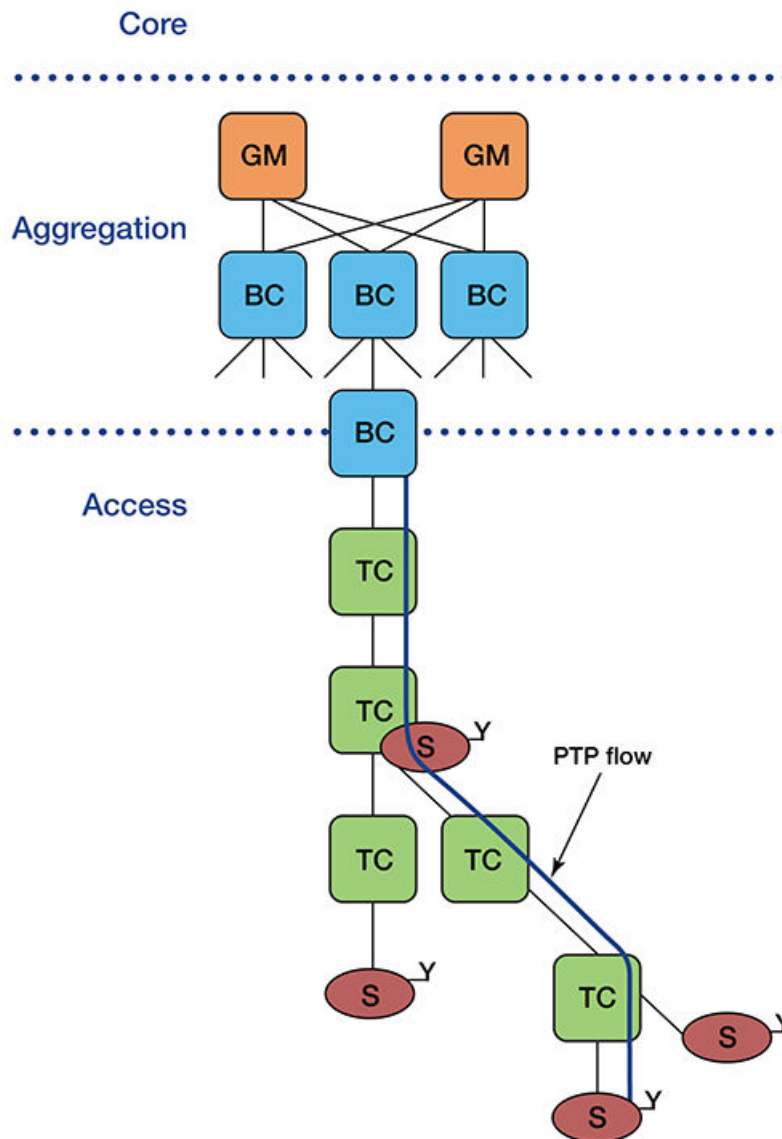 Core
GM GM
Aggregation
BC BC BC
BC
Access
TC
TC
S Y
PTP flow
TC TC
S Y
TC
S Y
S Y